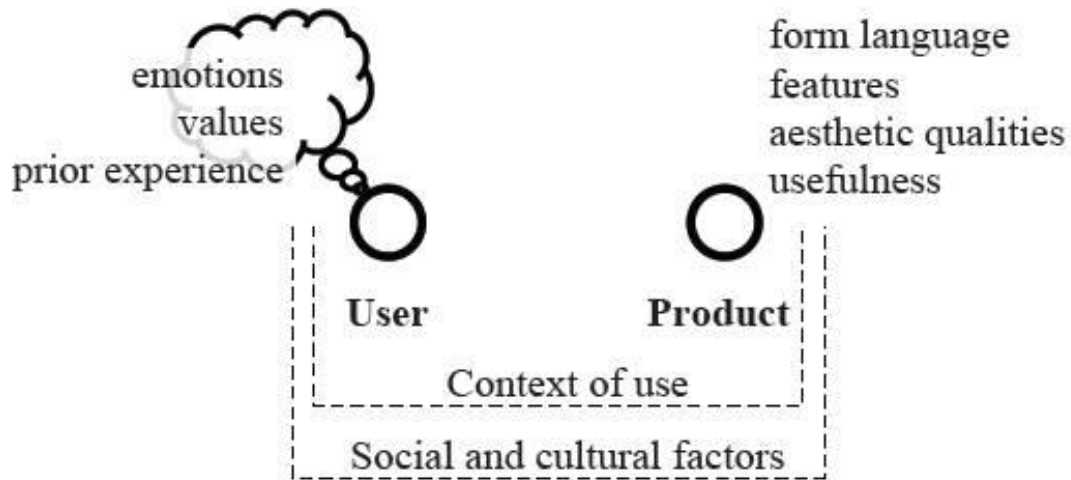 emotions
values
prior experience
form language
features
aesthetic qualities
usefulness
User
Product
Context of use
Social and cultural factors